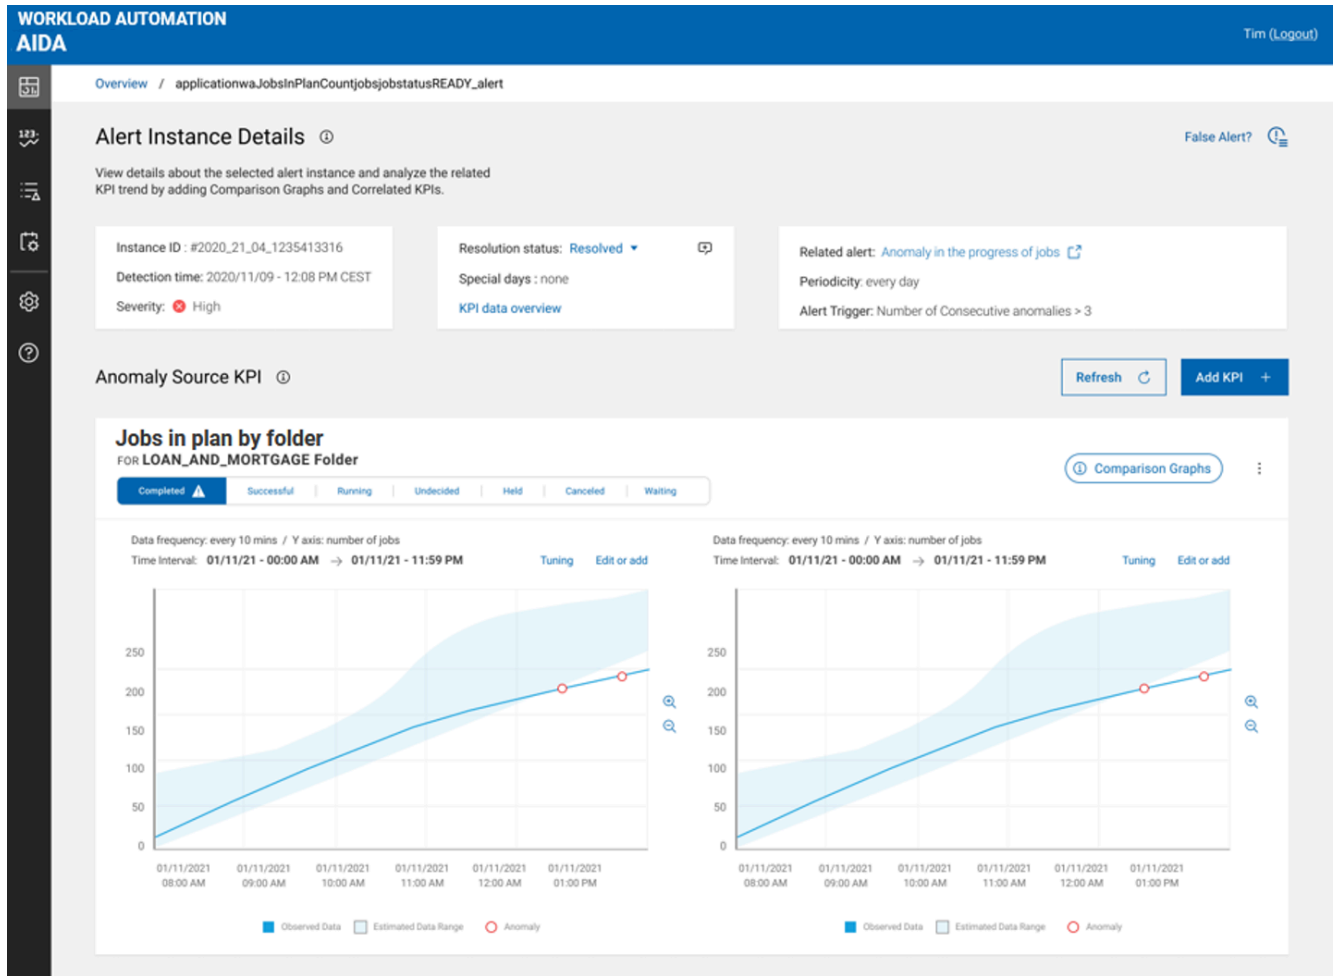 WORKLOAD AUTOMATION
AIDA
Tim (Logout)
Overview / applicationwaJobsInPlanCountjobsjobstatusREADY_alert
Alert Instance Details
False Alert?
View details about the selected alert instance and analyze the related
KPI trend by adding Comparison Graphs and Correlated KPIs.
Instance ID : #2020_21_04_1235413316
Detection time: 2020/11/09 - 12:08 PM CEST
Severity: High
Resolution status: Resolved
Special days : none
KPI data overview
Related alert: Anomaly in the progress of jobs
Periodicity: every day
Alert Trigger: Number of Consecutive anomalies > 3
Anomaly Source KPI
Refresh
Add KPI +
Jobs in plan by folder
FOR LOAN_AND_MORTGAGE Folder
Comparison Graphs
Completed | Successful | Running | Undecided | Held | Canceled | Waiting
Data frequency: every 10 mins / Y axis: number of jobs
Time Interval: 01/11/21 - 00:00 AM → 01/11/21 - 11:59 PM
Tuning
Edit or add
250
200
150
100
50
0
01/11/2021 01/11/2021 01/11/2021 01/11/2021 01/11/2021 01/11/2021
08:00 AM 09:00 AM 10:00 AM 11:00 AM 12:00 AM 01:00 PM
Observed Data Estimated Data Range Anomaly
Data frequency: every 10 mins / Y axis: number of jobs
Time Interval: 01/11/21 - 00:00 AM → 01/11/21 - 11:59 PM
Tuning
Edit or add
250
200
150
100
50
0
01/11/2021 01/11/2021 01/11/2021 01/11/2021 01/11/2021 01/11/2021
08:00 AM 09:00 AM 10:00 AM 11:00 AM 12:00 AM 01:00 PM
Observed Data Estimated Data Range Anomaly